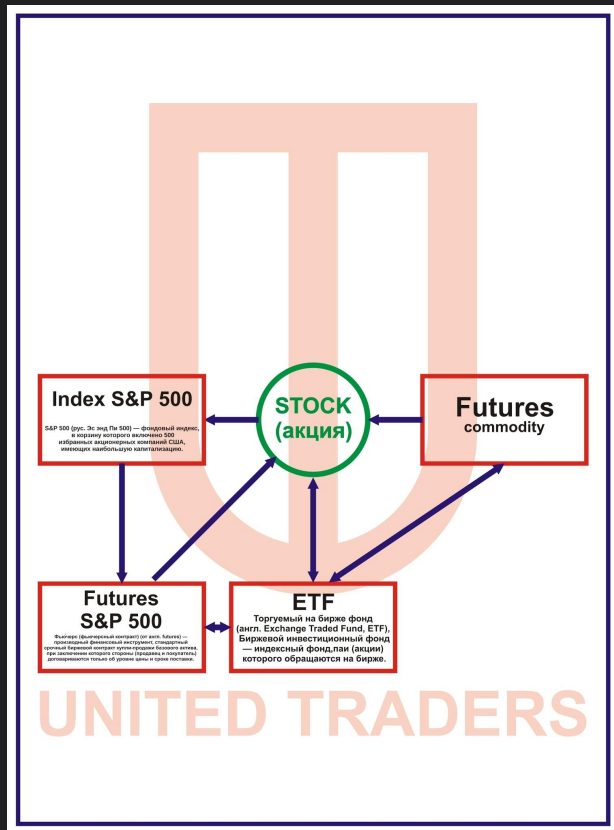 Index S&P 500
S&P 500 (рус. Эс энд Пи 500) — фондовый индекс,
в корзину которого включено 500
избранных акционерных компаний США,
имеющих наибольшую капитализацию.
STOCK
(акция)
Futures
commodity
Futures
S&P 500
Фью́черс (фьючерсный контракт) (от англ. futures) —
производный финансовый инструмент, стандартный
срочный биржевой контракт купли-продажи базового актива,
при заключении которого стороны (продавец и покупатель)
договариваются только об уровне цены и сроке поставки.
ETF
Торгуемый на бирже фонд
(англ. Exchange Traded Fund, ETF),
Биржевой инвестиционный фонд
— индексный фонд,паи (акции)
которого обращаются на бирже.
UNITED TRADERS